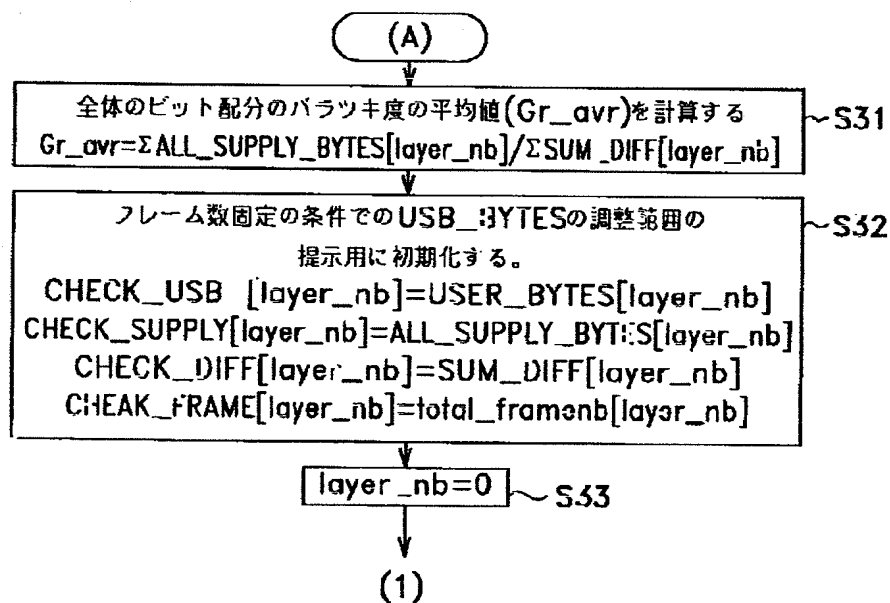 (A)
全体のビット配分のバラツキ度の平均値(Gr_avr)を計算する
Gr_avr=ΣALL_SUPPLY_BYTES[layer_nb]/ΣSUM_DIFF[layer_nb]
S31
フレーム数固定の条件でのUSB_BYTESの調整範囲の
提示用に初期化する。
CHECK_USB [layer_nb]=USER_BYTES[layer_nb]
CHECK_SUPPLY[layer_nb]=ALL_SUPPLY_BYTES[layer_nb]
CHECK_DIFF[layer_nb]=SUM_DIFF[layer_nb]
CHEAK_FRAME[layer_nb]=total_framenb[layer_nb]
S32
layer_nb=0
S33
(1)